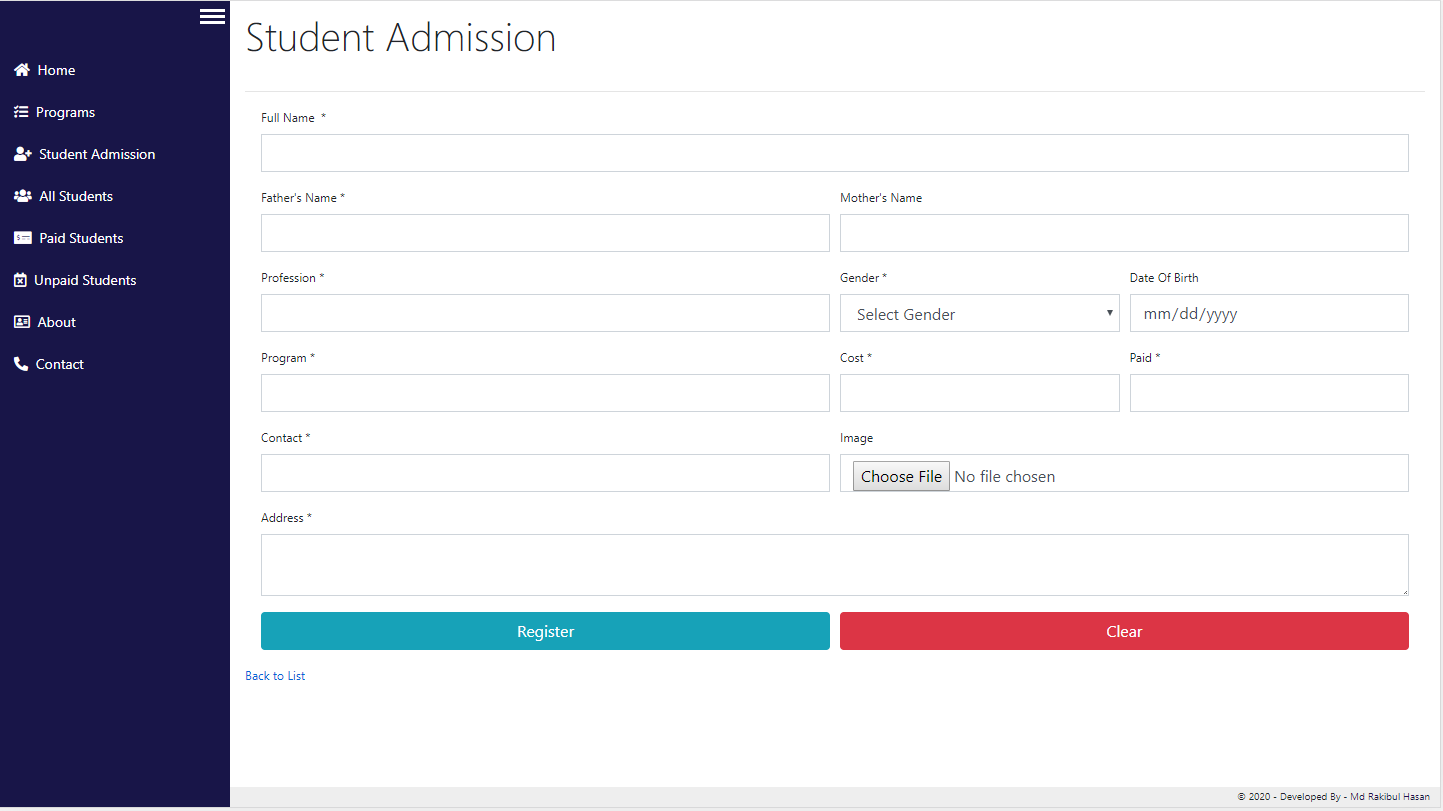 Student Admission
Home
Programs
Student Admission
All Students
Paid Students
Unpaid Students
About
Contact
Full Name *
Father's Name * Mother's Name
Profession * Gender * Date Of Birth
Select Gender mm/dd/yyyy
Program * Cost * Paid *
Contact * Image
Choose File No file chosen
Address *
Register Clear
Back to List
© 2020 - Developed By - Md Rakibul Hasan